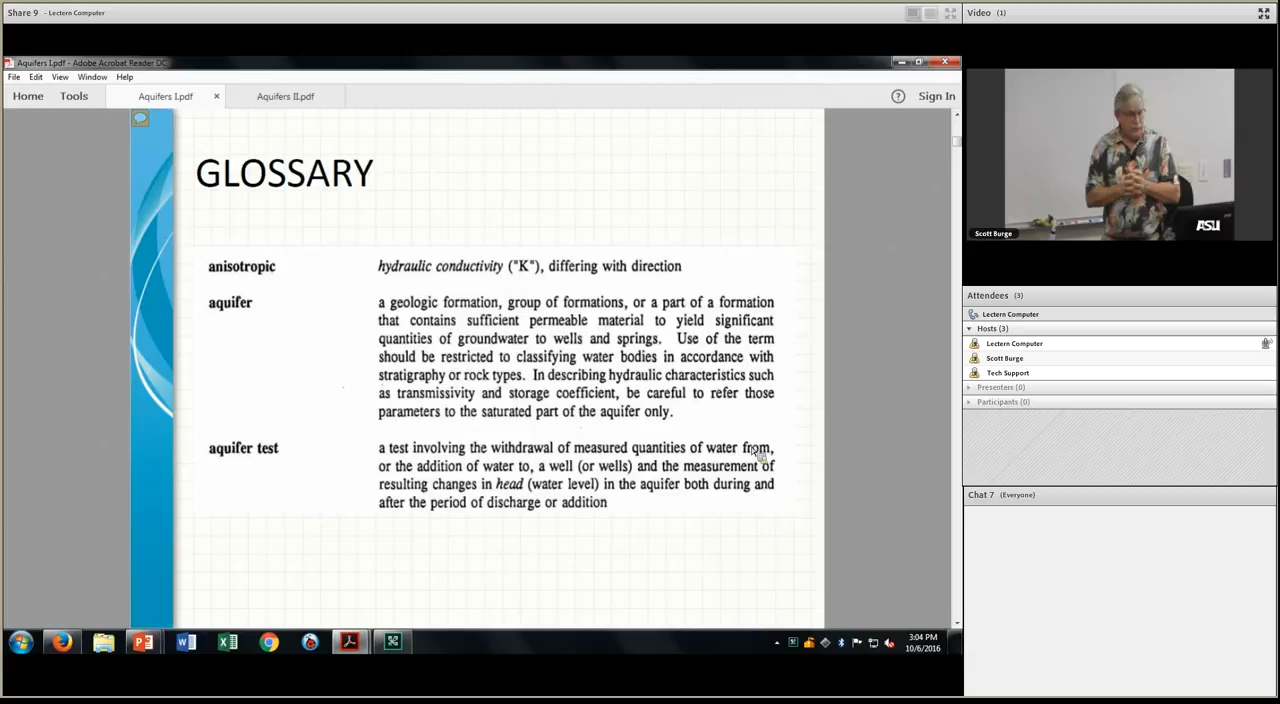 Share 9 - Lectern Computer
Video (1)
Aquifers I.pdf - Adobe Acrobat Reader DC
File Edit View Window Help
Home Tools Aquifers I.pdf × Aquifers II.pdf ? Sign In
GLOSSARY
anisotropic hydraulic conductivity ("K"), differing with direction
aquifer a geologic formation, group of formations, or a part of a formation
that contains sufficient permeable material to yield significant
quantities of groundwater to wells and springs. Use of the term
should be restricted to classifying water bodies in accordance with
stratigraphy or rock types. In describing hydraulic characteristics such
as transmissivity and storage coefficient, be careful to refer those
parameters to the saturated part of the aquifer only.
aquifer test a test involving the withdrawal of measured quantities of water from,
or the addition of water to, a well (or wells) and the measurement of
resulting changes in head (water level) in the aquifer both during and
after the period of discharge or addition
3:04 PM
10/6/2016
ASU
Scott Burge
Attendees (3)
Lectern Computer
Hosts (3)
Lectern Computer
Scott Burge
Tech Support
Presenters (0)
Participants (0)
Chat 7 (Everyone)